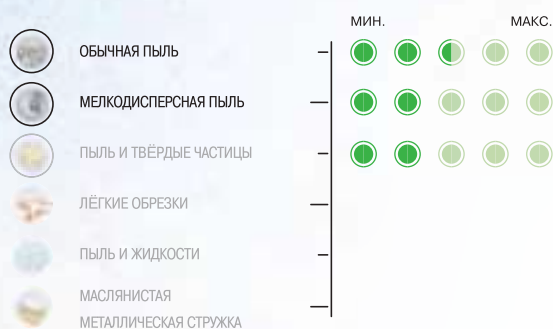 МИН. МАКС.
ОБЫЧНАЯ ПЫЛЬ
МЕЛКОДИСПЕРСНАЯ ПЫЛЬ
ПЫЛЬ И ТВЁРДЫЕ ЧАСТИЦЫ
ЛЁГКИЕ ОБРЕЗКИ
ПЫЛЬ И ЖИДКОСТИ
МАСЛЯНИСТАЯ
МЕТАЛЛИЧЕСКАЯ СТРУЖКА